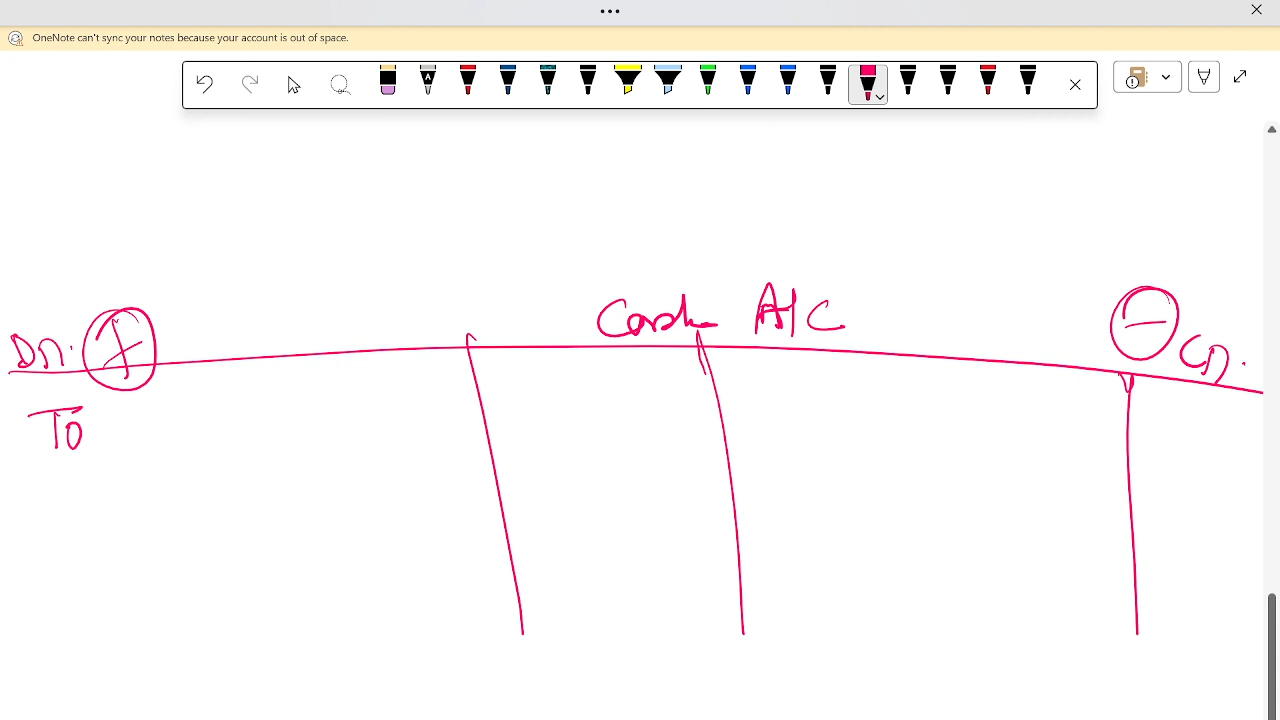 OneNote can't sync your notes because your account is out of space.
A
Cash A/C
Dr. + - Cr.
To